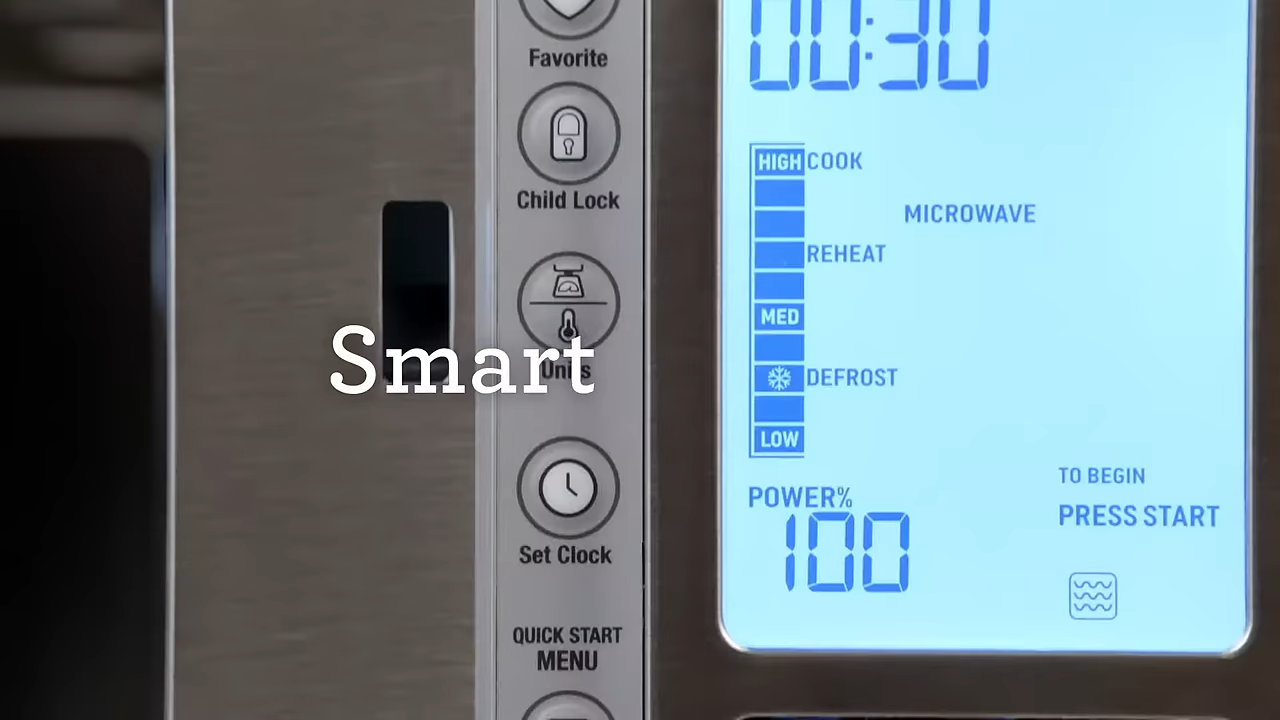 Favorite
Child Lock
Units
Set Clock
QUICK START
MENU
Smart
00:30
HIGH COOK
MICROWAVE
REHEAT
MED
DEFROST
LOW
POWER%
100
TO BEGIN
PRESS START